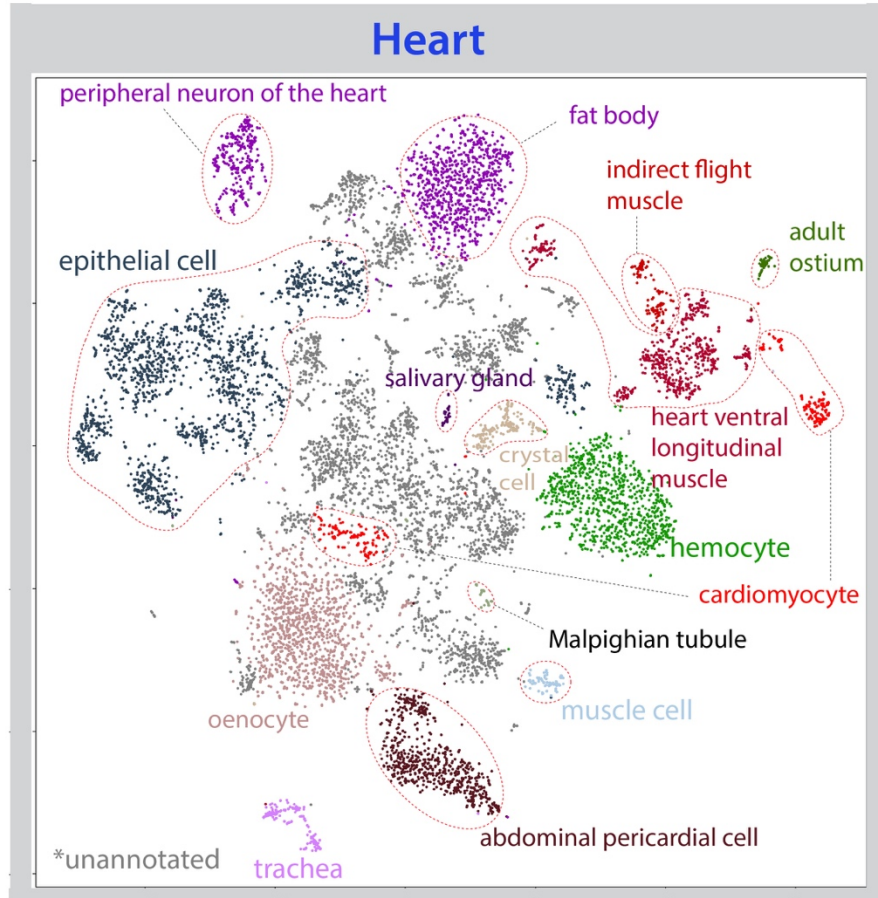 Heart
peripheral neuron of the heart
fat body
indirect flight
muscle
adult
ostium
epithelial cell
salivary gland
crystal
cell
heart ventral
longitudinal
muscle
hemocyte
cardiomyocyte
Malpighian tubule
muscle cell
oenocyte
abdominal pericardial cell
*unannotated
trachea